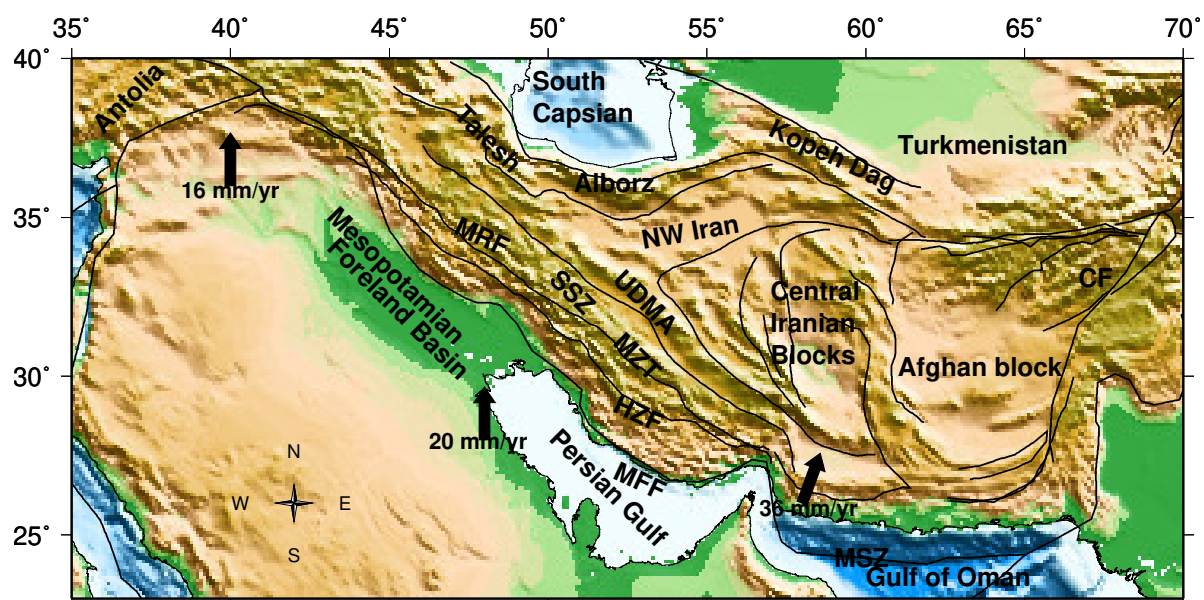 35° 40° 45° 50° 55° 60° 65° 70°
40°
35°
30°
25°
Antolia
South
Capsian
Talesh
Kopeh Dag
Turkmenistan
Alborz
16 mm/yr
Mesopotamian
Foreland Basin
MRF
NW Iran
SSZ
UDMA
CF
Central
Iranian
Blocks
MZT
Afghan block
HZF
20 mm/yr
Persian Gulf
MFF
36 mm/yr
N
W
E
S
MSZ
Gulf of Oman